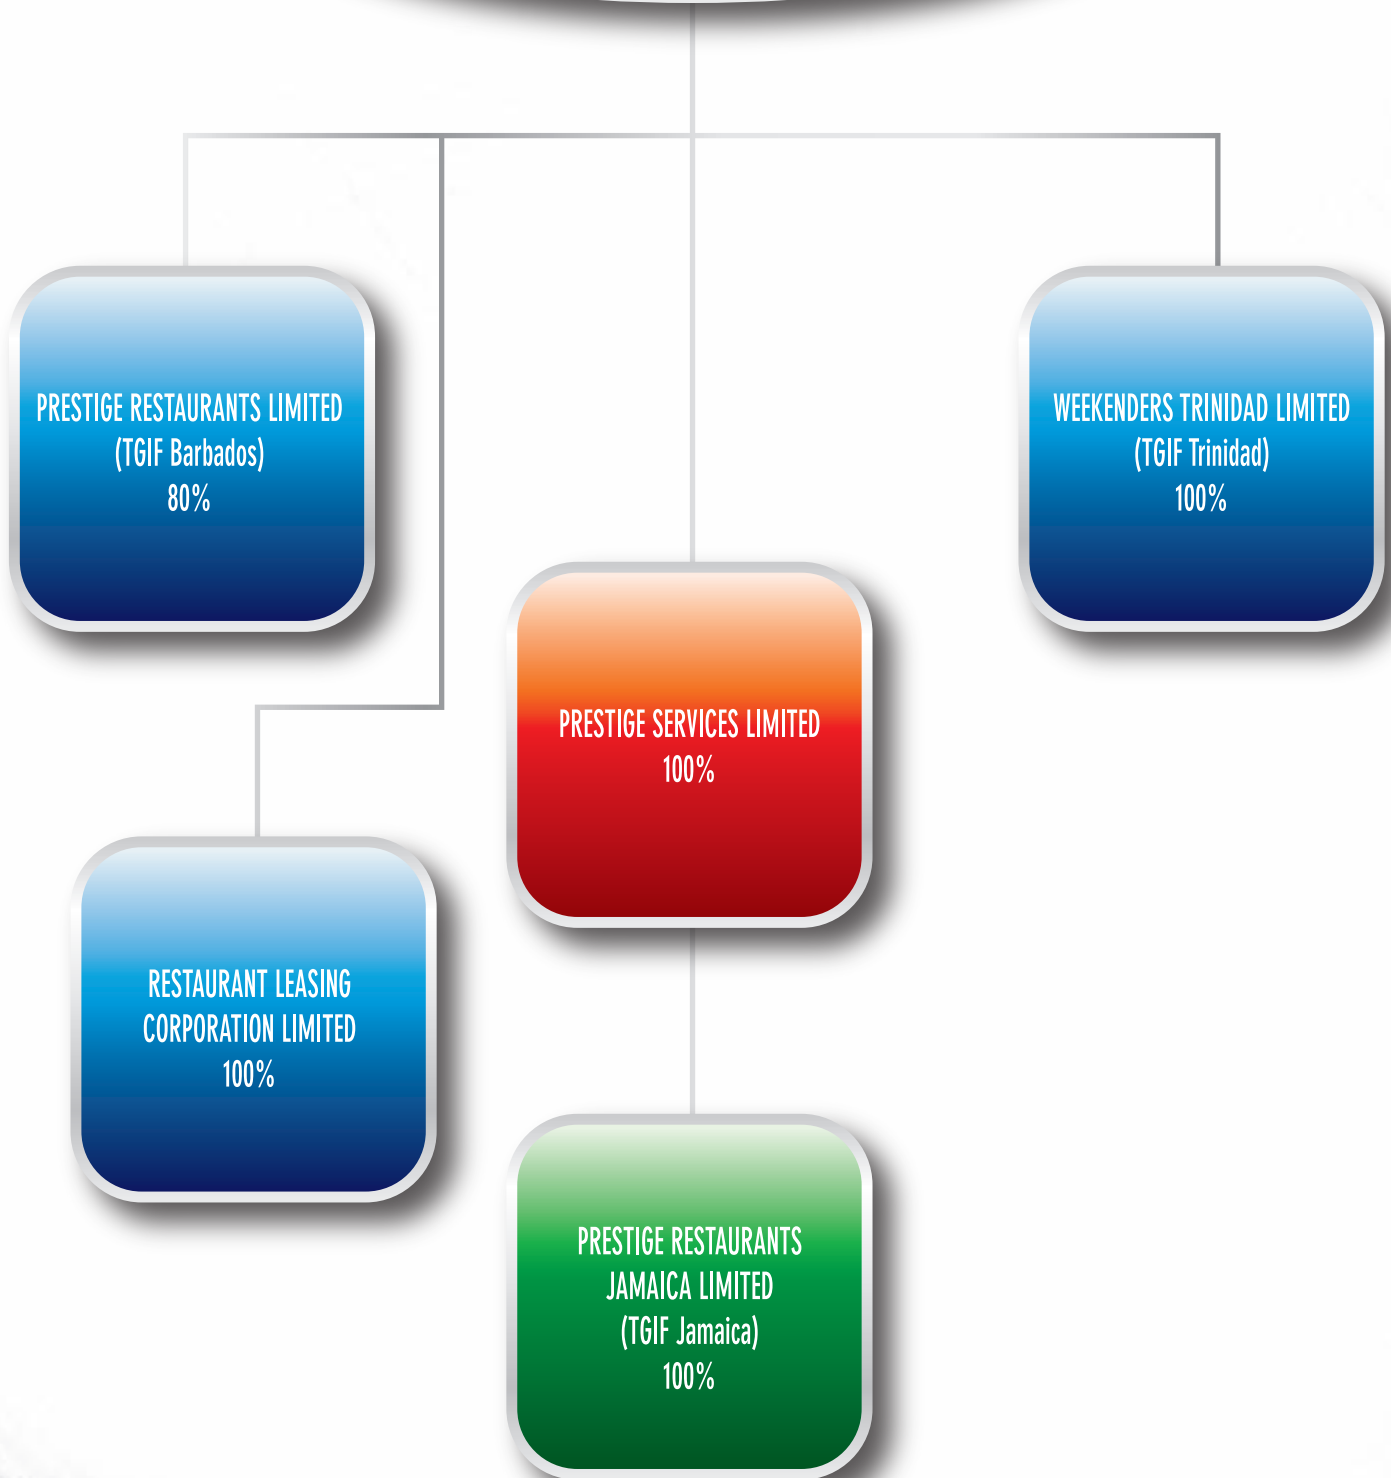 PRESTIGE RESTAURANTS LIMITED
(TGIF Barbados)
80%
WEEKENDERS TRINIDAD LIMITED
(TGIF Trinidad)
100%
PRESTIGE SERVICES LIMITED
100%
RESTAURANT LEASING
CORPORATION LIMITED
100%
PRESTIGE RESTAURANTS
JAMAICA LIMITED
(TGIF Jamaica)
100%